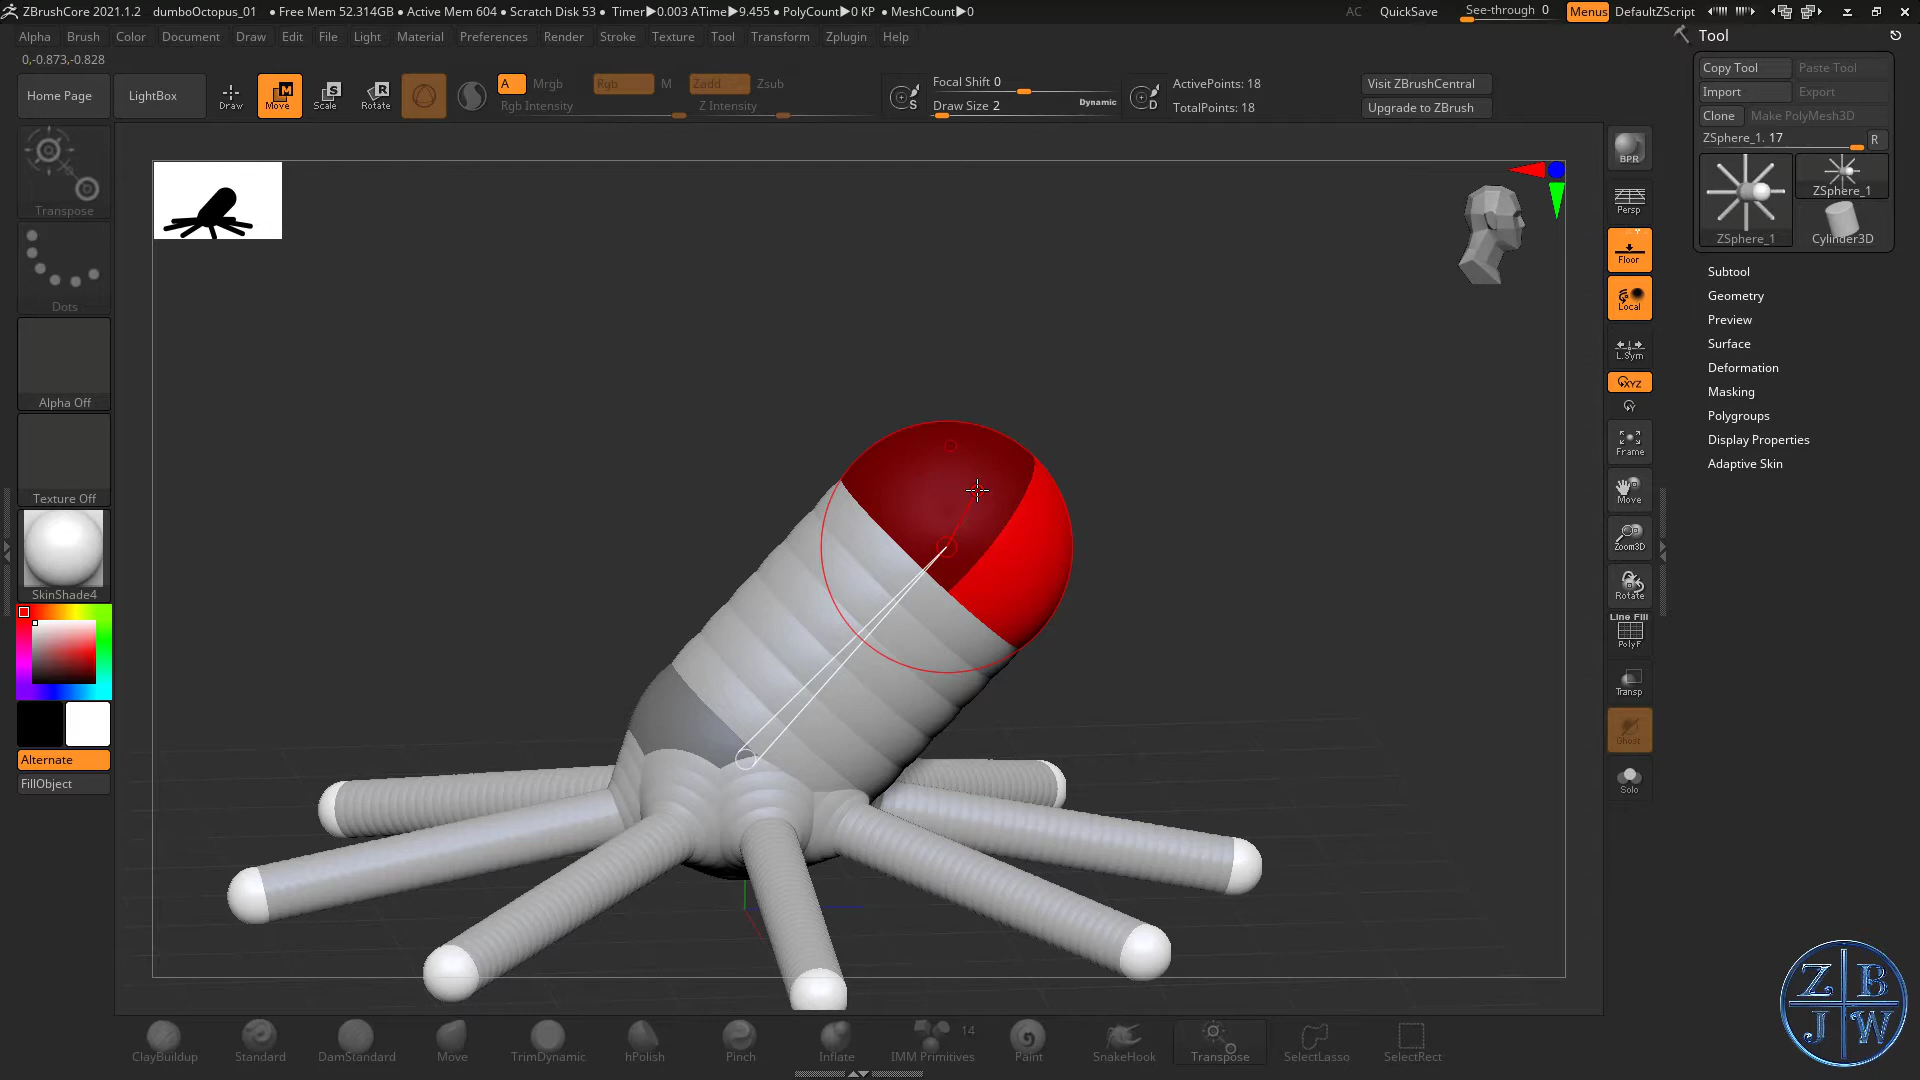 ZBrushCore 2021.1.2 dumboOctopus_01 ● Free Mem 52.314GB ● Active Mem 604 ● Scratch Disk 53 ● Timer▶0.003 ATime▶9.455 ● PolyCount▶0 KP ● MeshCount▶0 AC QuickSave See-through 0 Menus DefaultZScript
Alpha Brush Color Document Draw Edit File Light Material Preferences Render Stroke Texture Tool Transform Zplugin Help
0,-0.873,-0.828
Home Page
LightBox
Draw
Move
Scale
Rotate
A Mrgb
Rgb M
Zadd Zsub
Rgb Intensity
Z Intensity
Focal Shift 0
Draw Size 2
Dynamic
ActivePoints: 18
TotalPoints: 18
Visit ZBrushCentral
Upgrade to ZBrush
Transpose
Dots
Alpha Off
Texture Off
SkinShade4
Alternate
FillObject
BPR
Persp
Floor
Local
L.Sym
XYZ
Y
Frame
Move
Zoom3D
Rotate
Line Fill
PolyF
Transp
Ghost
Solo
Tool
Copy Tool Paste Tool
Import Export
Clone Make PolyMesh3D
ZSphere_1. 17 R
ZSphere_1
ZSphere_1 Cylinder3D
Subtool
Geometry
Preview
Surface
Deformation
Masking
Polygroups
Display Properties
Adaptive Skin
ClayBuildup Standard DamStandard Move TrimDynamic hPolish Pinch Inflate IMM Primitives 14 Paint SnakeHook Transpose SelectLasso SelectRect
Z B
J W